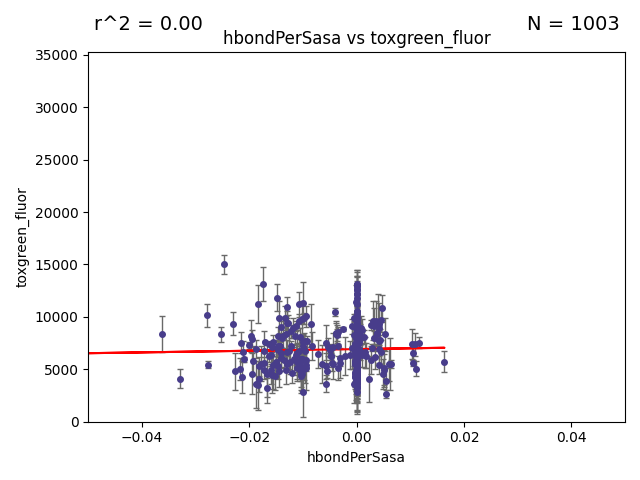 r^2 = 0.00
N = 1003
hbondPerSasa vs toxgreen_fluor
35000
30000
25000
20000
15000
10000
5000
0
toxgreen_fluor
−0.04
−0.02
0.00
0.02
0.04
hbondPerSasa